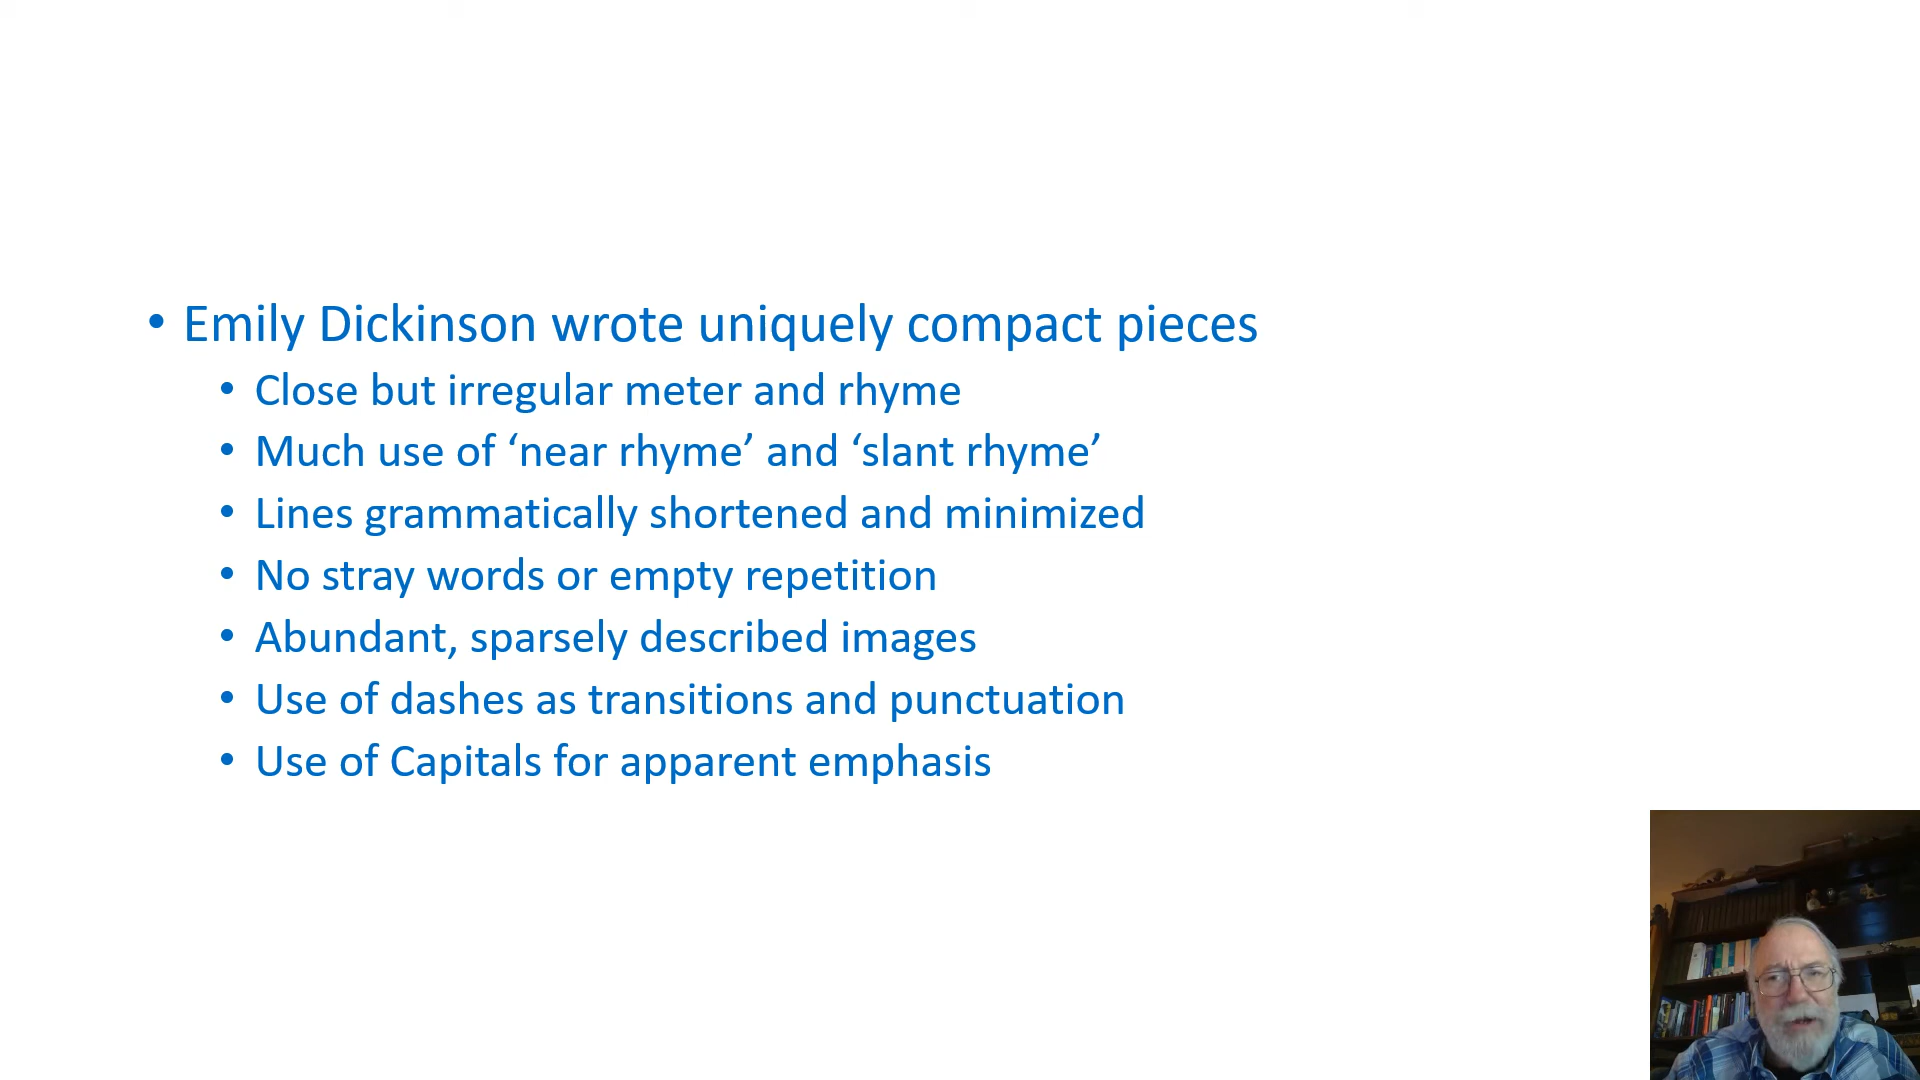 • Emily Dickinson wrote uniquely compact pieces
• Close but irregular meter and rhyme
• Much use of ‘near rhyme’ and ‘slant rhyme’
• Lines grammatically shortened and minimized
• No stray words or empty repetition
• Abundant, sparsely described images
• Use of dashes as transitions and punctuation
• Use of Capitals for apparent emphasis